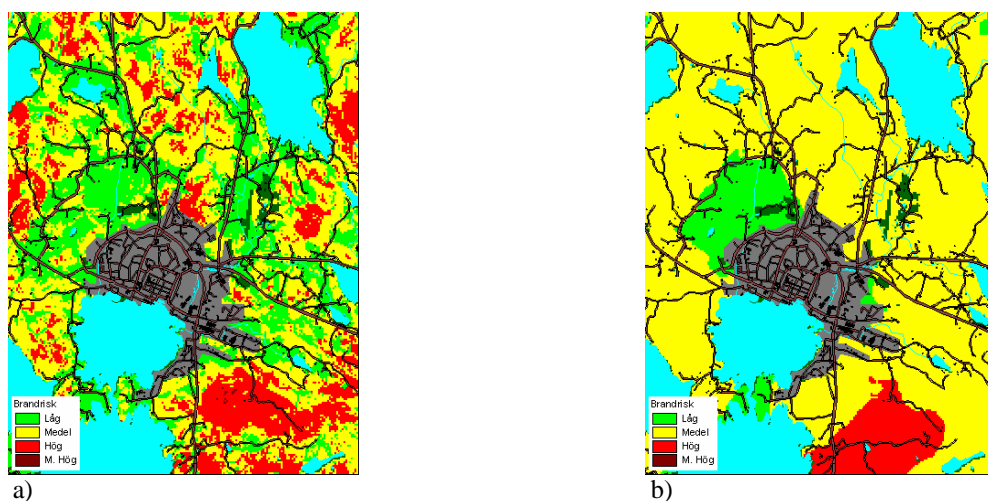 Brandrisk
Låg
Medel
Hög
M. Hög
a)
Brandrisk
Låg
Medel
Hög
M. Hög
b)